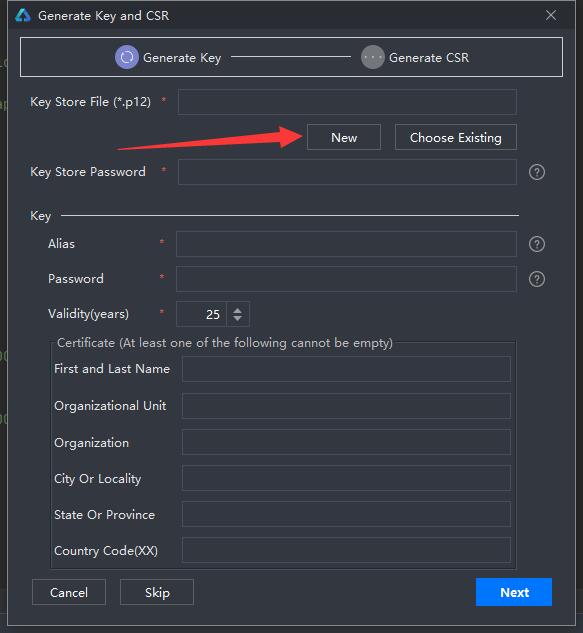 Generate Key and CSR
Generate Key
Generate CSR
Key Store File (*.p12) *
New
Choose Existing
Key Store Password *
?
Key
Alias *
?
Password *
?
Validity(years) * 25
Certificate (At least one of the following cannot be empty)
First and Last Name
Organizational Unit
Organization
City Or Locality
State Or Province
Country Code(XX)
Cancel
Skip
Next